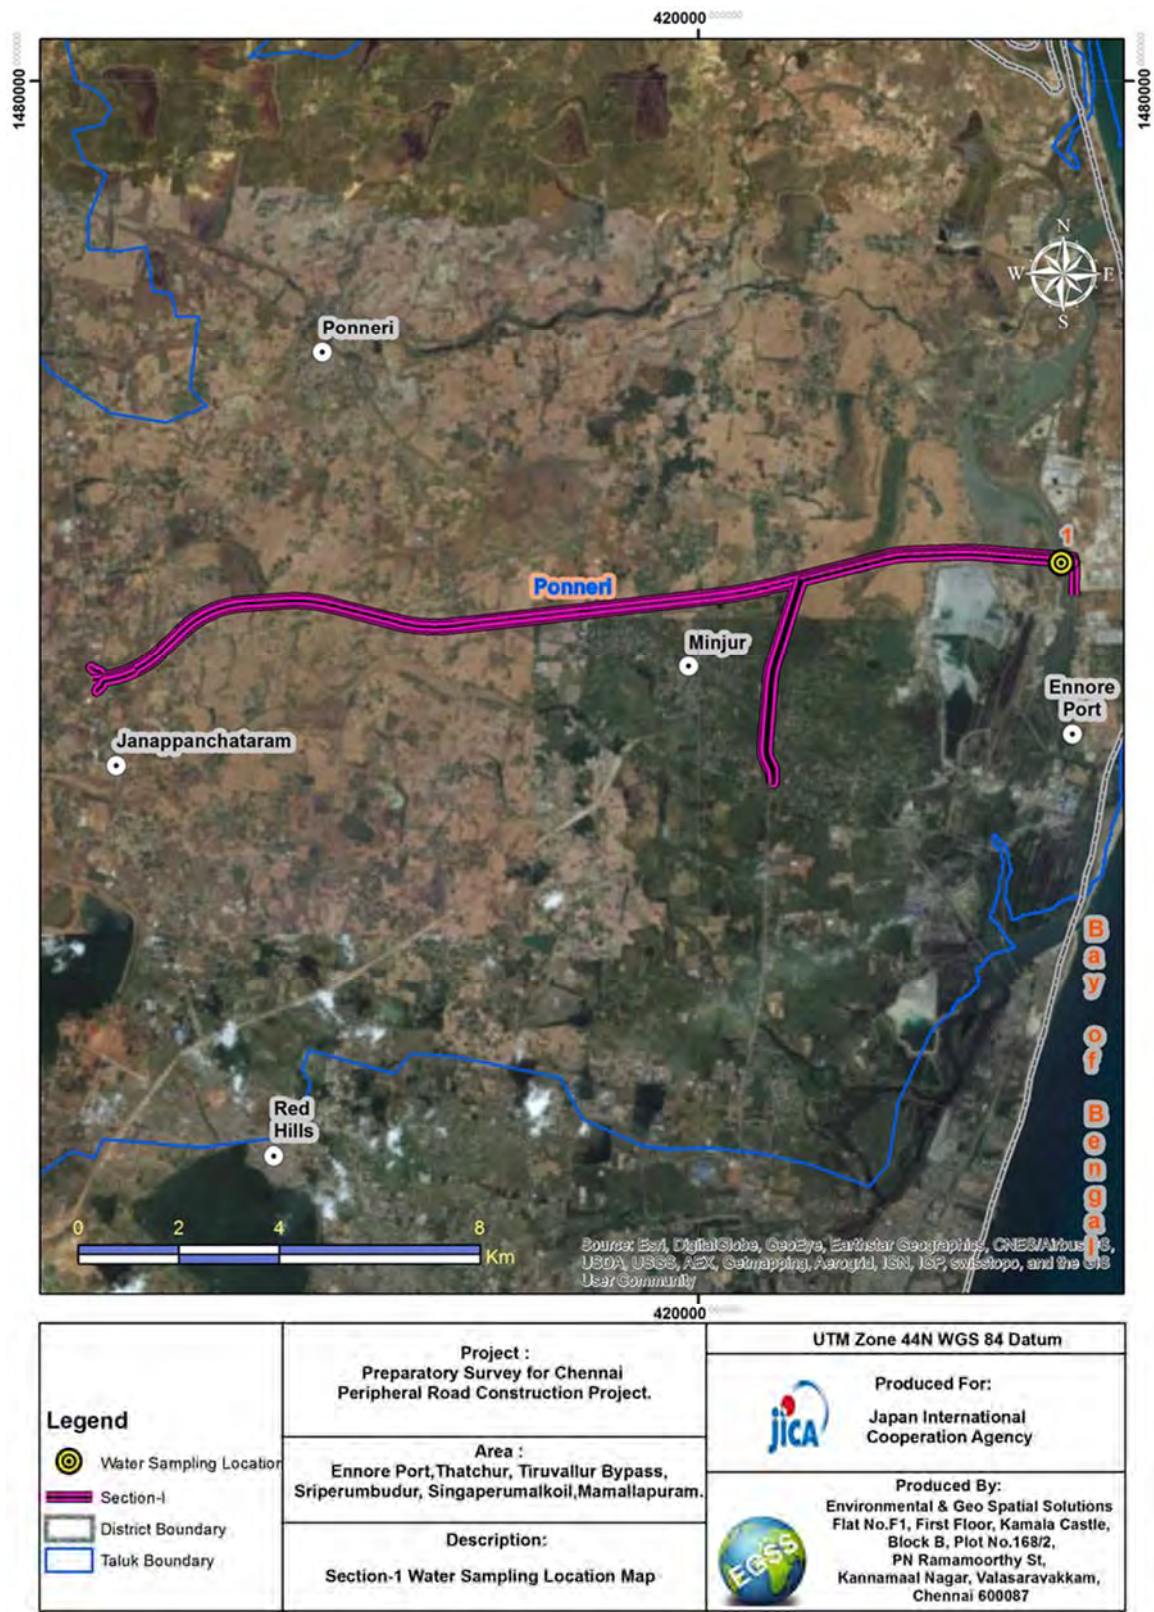 420000
1480000
1480000
N
W
E
S
Ponneri
1
Ponneri
Minjur
Ennore
Port
Janappanchataram
Bay of Bengal
Red
Hills
0 2 4 8
Km
Source: Esri, DigitalGlobe, GeoEye, Earthstar Geographics, CNES/Airbus DS,
USDA, USGS, AEX, Getmapping, Aerogrid, IGN, IGP, swisstopo, and the GIS
User Community
420000
Legend
Water Sampling Location
Section-I
District Boundary
Taluk Boundary
Project :
Preparatory Survey for Chennai
Peripheral Road Construction Project.
Area :
Ennore Port,Thatchur, Tiruvallur Bypass,
Sriperumbudur, Singaperumalkoil,Mamallapuram.
Description:
Section-1 Water Sampling Location Map
UTM Zone 44N WGS 84 Datum
jICA
Produced For:
Japan International
Cooperation Agency
EGSS
Produced By:
Environmental & Geo Spatial Solutions
Flat No.F1, First Floor, Kamala Castle,
Block B, Plot No.168/2,
PN Ramamoorthy St,
Kannamaal Nagar, Valasaravakkam,
Chennai 600087